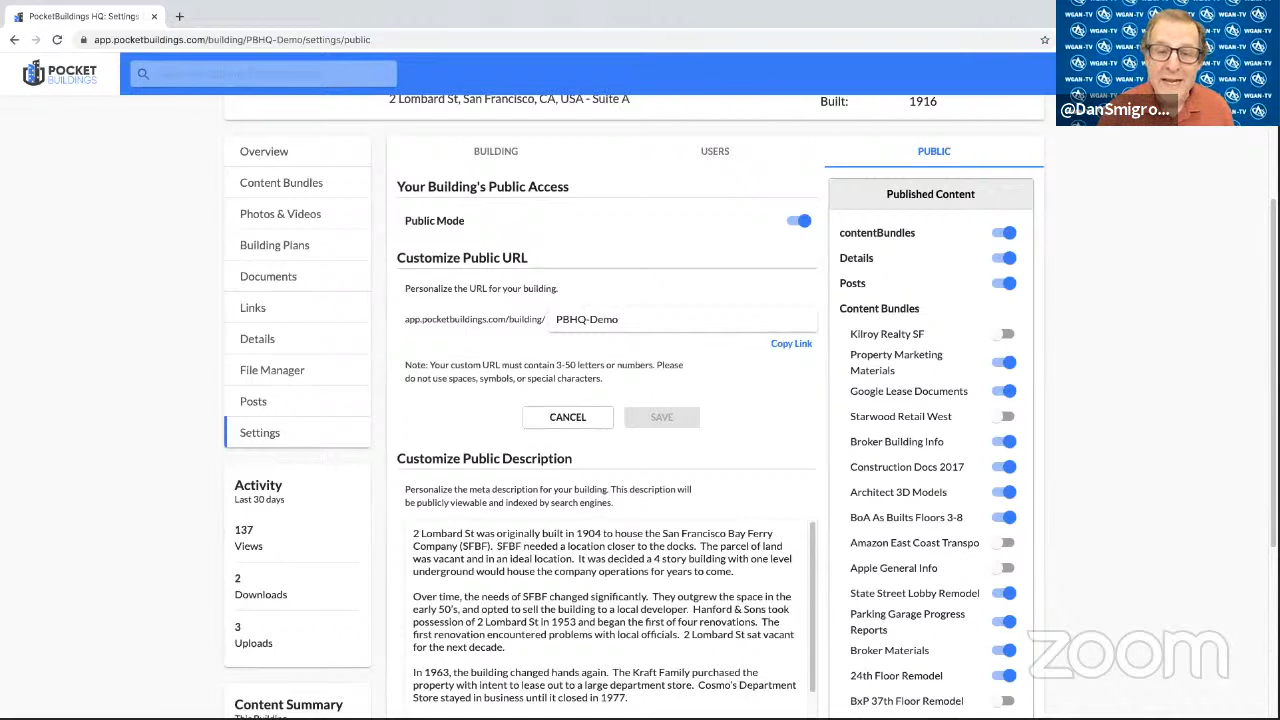 PocketBuildings HQ: Settings
app.pocketbuildings.com/building/PBHQ-Demo/settings/public
POCKET
BUILDINGS
2 Lombard St, San Francisco, CA, USA - Suite A
Built: 1916
WGAN-TV
@DanSmigro...
Overview
Content Bundles
Photos & Videos
Building Plans
Documents
Links
Details
File Manager
Posts
Settings
Activity
Last 30 days
137
Views
2
Downloads
3
Uploads
Content Summary
BUILDING
USERS
PUBLIC
Your Building's Public Access
Public Mode
Customize Public URL
Personalize the URL for your building.
app.pocketbuildings.com/building/ PBHQ-Demo
Copy Link
Note: Your custom URL must contain 3-50 letters or numbers. Please
do not use spaces, symbols, or special characters.
CANCEL
SAVE
Customize Public Description
Personalize the meta description for your building. This description will
be publicly viewable and indexed by search engines.
2 Lombard St was originally built in 1904 to house the San Francisco Bay Ferry
Company (SFBF). SFBF needed a location closer to the docks. The parcel of land
was vacant and in an ideal location. It was decided a 4 story building with one level
underground would house the company operations for years to come.
Over time, the needs of SFBF changed significantly. They outgrew the space in the
early 50's, and opted to sell the building to a local developer. Hanford & Sons took
possession of 2 Lombard St in 1953 and began the first of four renovations. The
first renovation encountered problems with local officials. 2 Lombard St sat vacant
for the next decade.
In 1963, the building changed hands again. The Kraft Family purchased the
property with intent to lease out to a large department store. Cosmo's Department
Store stayed in business until it closed in 1977.
Published Content
contentBundles
Details
Posts
Content Bundles
Kilroy Realty SF
Property Marketing
Materials
Google Lease Documents
Starwood Retail West
Broker Building Info
Construction Docs 2017
Architect 3D Models
BoA As Builts Floors 3-8
Amazon East Coast Transpo
Apple General Info
State Street Lobby Remodel
Parking Garage Progress
Reports
Broker Materials
24th Floor Remodel
BxP 37th Floor Remodel
zoom